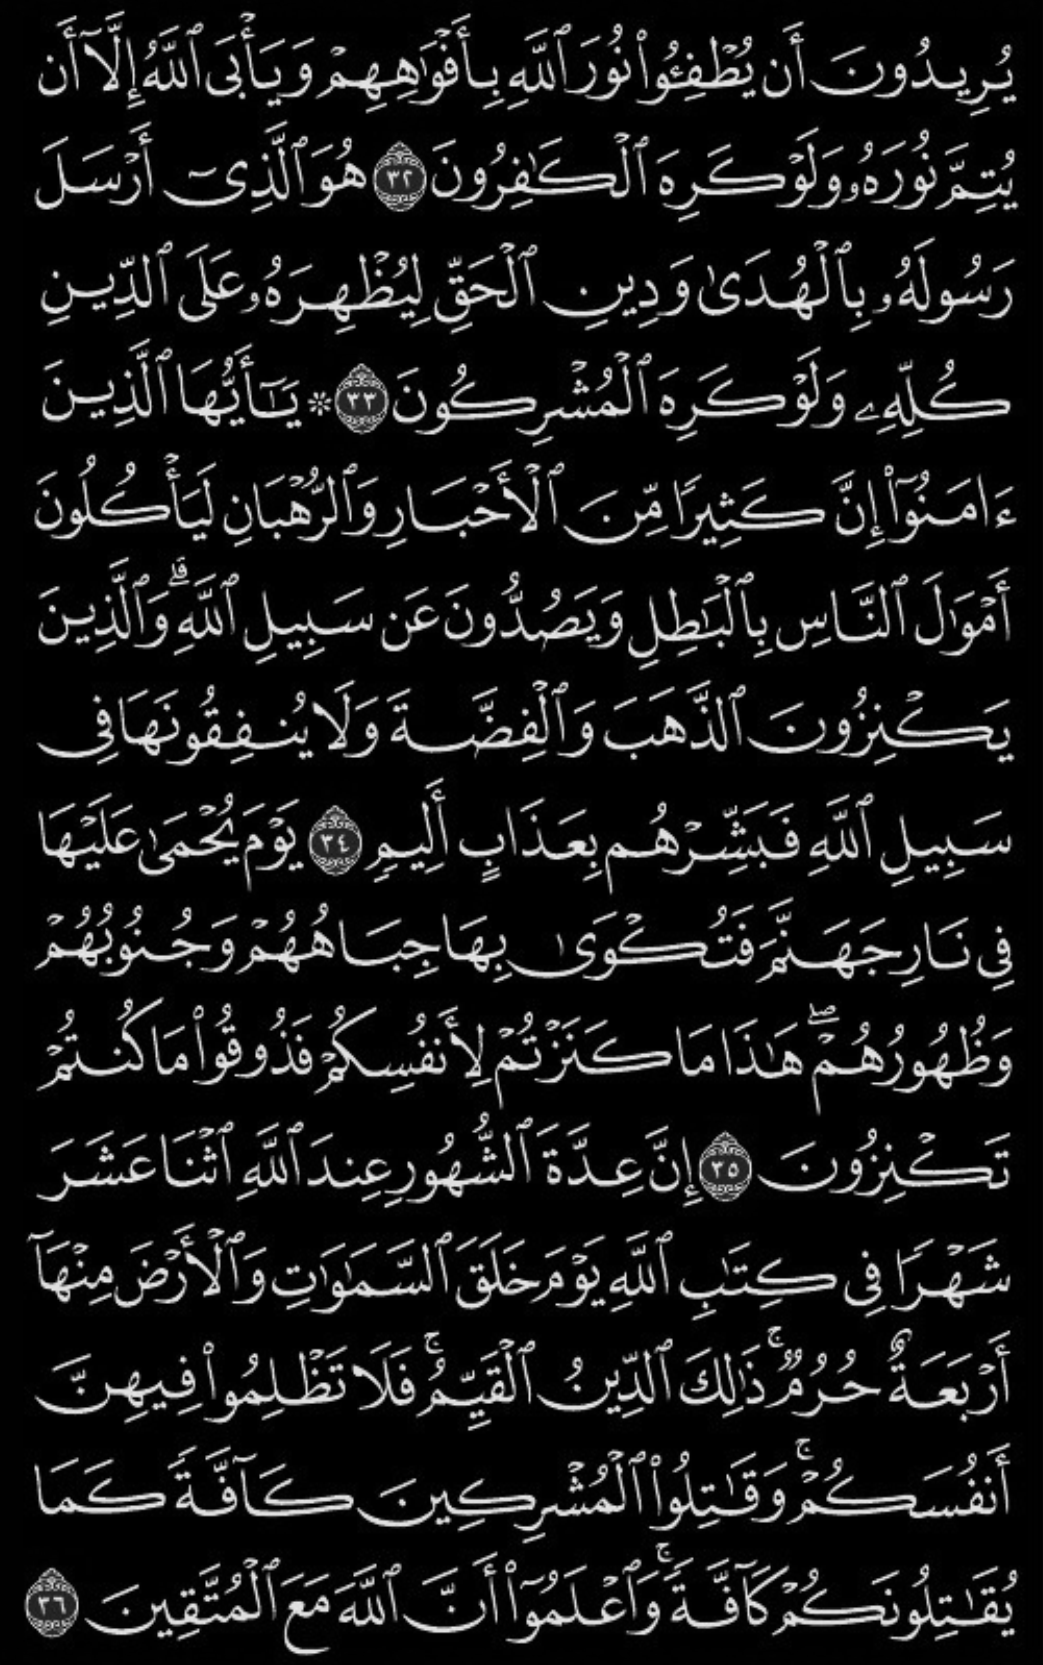 يُرِيدُونَ أَن يُطْفِـُٔوا۟ نُورَ ٱللَّهِ بِأَفْوَٰهِهِمْ وَيَأْبَى ٱللَّهُ إِلَّآ أَن
يُتِمَّ نُورَهُۥ وَلَوْ كَرِهَ ٱلْكَـٰفِرُونَ ٣٢ هُوَ ٱلَّذِىٓ أَرْسَلَ
رَسُولَهُۥ بِٱلْهُدَىٰ وَدِينِ ٱلْحَقِّ لِيُظْهِرَهُۥ عَلَى ٱلدِّينِ
كُلِّهِۦ وَلَوْ كَرِهَ ٱلْمُشْرِكُونَ ٣٣ ۞ يَـٰٓأَيُّهَا ٱلَّذِينَ
ءَامَنُوٓا۟ إِنَّ كَثِيرًا مِّنَ ٱلْأَحْبَارِ وَٱلرُّهْبَانِ لَيَأْكُلُونَ
أَمْوَٰلَ ٱلنَّاسِ بِٱلْبَـٰطِلِ وَيَصُدُّونَ عَن سَبِيلِ ٱللَّهِ ۗ وَٱلَّذِينَ
يَكْنِزُونَ ٱلذَّهَبَ وَٱلْفِضَّةَ وَلَا يُنفِقُونَهَا فِى
سَبِيلِ ٱللَّهِ فَبَشِّرْهُم بِعَذَابٍ أَلِيمٍ ٣٤ يَوْمَ يُحْمَىٰ عَلَيْهَا
فِى نَارِ جَهَنَّمَ فَتُكْوَىٰ بِهَا جِبَاهُهُمْ وَجُنُوبُهُمْ
وَظُهُورُهُمْ ۖ هَـٰذَا مَا كَنَزْتُمْ لِأَنفُسِكُمْ فَذُوقُوا۟ مَا كُنتُمْ
تَكْنِزُونَ ٣٥ إِنَّ عِدَّةَ ٱلشُّهُورِ عِندَ ٱللَّهِ ٱثْنَا عَشَرَ
شَهْرًا فِى كِتَـٰبِ ٱللَّهِ يَوْمَ خَلَقَ ٱلسَّمَـٰوَٰتِ وَٱلْأَرْضَ مِنْهَآ
أَرْبَعَةٌ حُرُمٌ ۚ ذَٰلِكَ ٱلدِّينُ ٱلْقَيِّمُ ۚ فَلَا تَظْلِمُوا۟ فِيهِنَّ
أَنفُسَكُمْ ۚ وَقَـٰتِلُوا۟ ٱلْمُشْرِكِينَ كَآفَّةً كَمَا
يُقَـٰتِلُونَكُمْ كَآفَّةً ۚ وَٱعْلَمُوٓا۟ أَنَّ ٱللَّهَ مَعَ ٱلْمُتَّقِينَ ٣٦